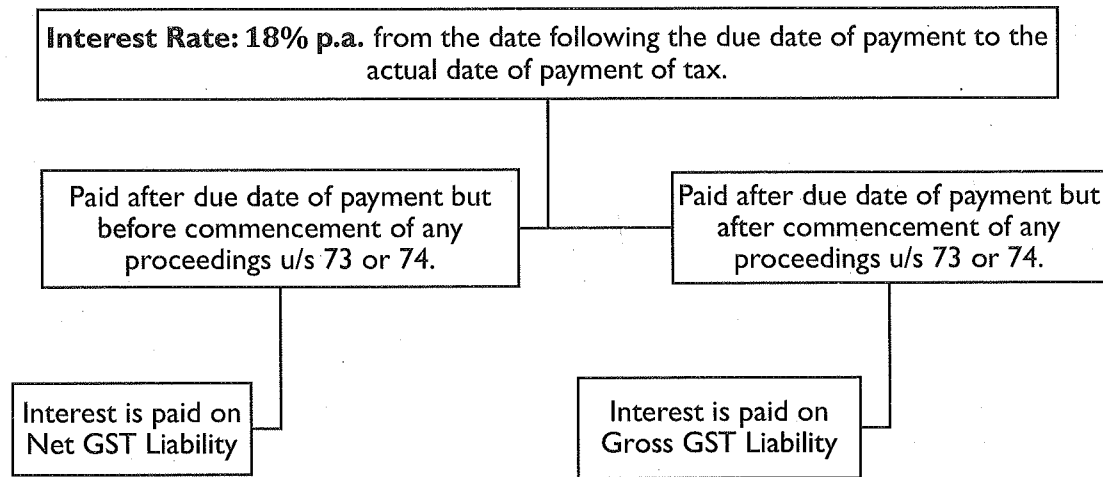 Interest Rate: 18% p.a. from the date following the due date of payment to the
actual date of payment of tax.
Paid after due date of payment but
before commencement of any
proceedings u/s 73 or 74.
Paid after due date of payment but
after commencement of any
proceedings u/s 73 or 74.
Interest is paid on
Net GST Liability
Interest is paid on
Gross GST Liability